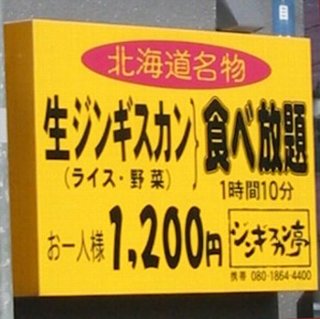 北海道名物
生ジンギスカン}食べ放題
(ライス・野菜)
1時間10分
お一人様1,200円
ジンギスカン亭
携帯 080-1864-4400